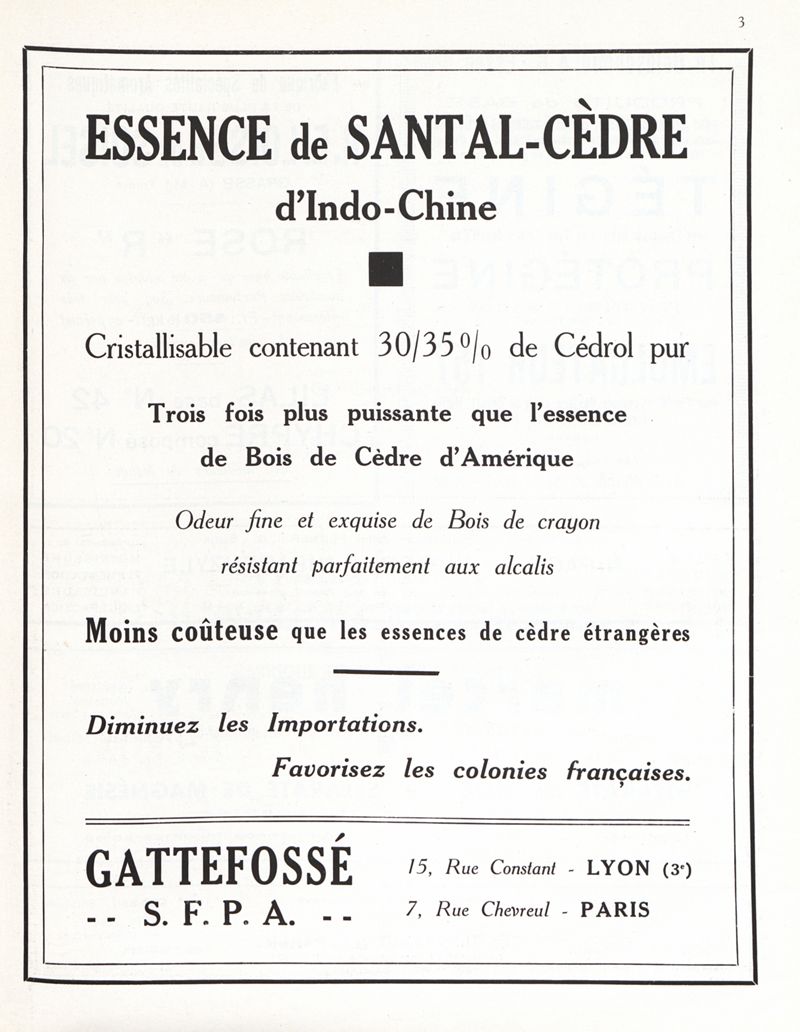 3
ESSENCE de SANTAL-CÈDRE
d'Indo-Chine
Cristallisable contenant 30/35 % de Cédrol pur
Trois fois plus puissante que l'essence
de Bois de Cèdre d'Amérique
Odeur fine et exquise de Bois de crayon
résistant parfaitement aux alcalis
Moins coûteuse que les essences de cèdre étrangères
Diminuez les Importations.
Favorisez les colonies françaises.
GATTEFOSSÉ
-- S. F. P. A. --
15, Rue Constant - LYON (3e)
7, Rue Chevreul - PARIS